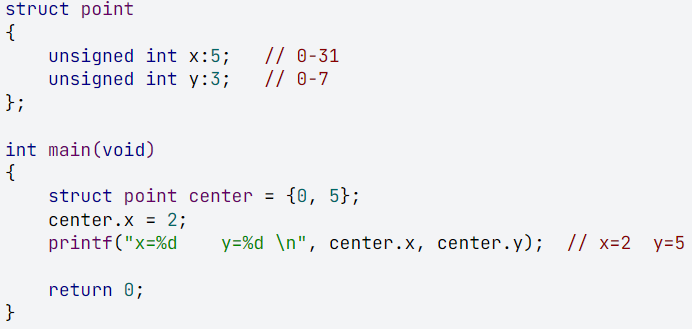 struct point
{
    unsigned int x:5;   // 0-31
    unsigned int y:3;   // 0-7
};

int main(void)
{
    struct point center = {0, 5};
    center.x = 2;
    printf("x=%d    y=%d \n", center.x, center.y);  // x=2  y=5

    return 0;
}